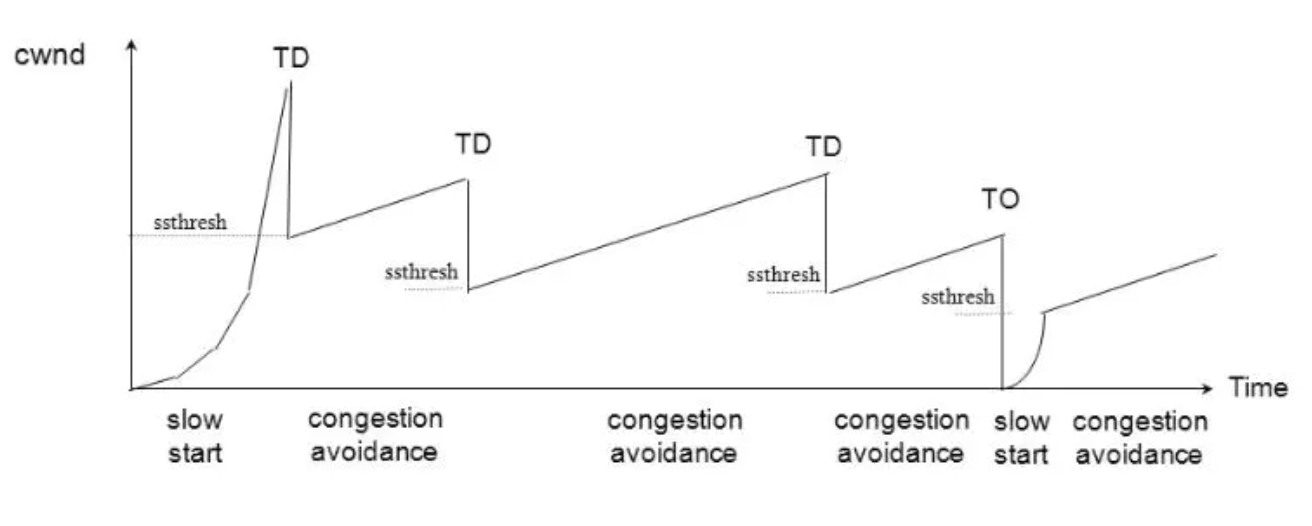 cwnd
TD
TD
TD
TO
ssthresh
ssthresh
ssthresh
ssthresh
Time
slow
start
congestion
avoidance
congestion
avoidance
congestion
avoidance
slow
start
congestion
avoidance